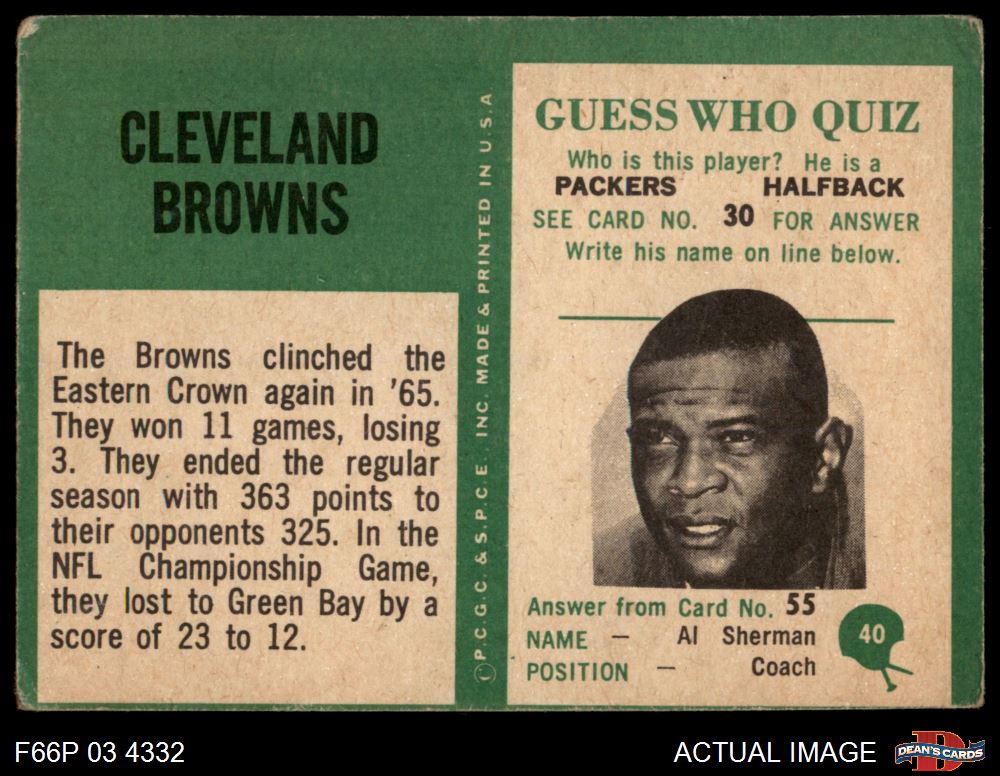 CLEVELAND
BROWNS
The Browns clinched the
Eastern Crown again in '65.
They won 11 games, losing
3. They ended the regular
season with 363 points to
their opponents 325. In the
NFL Championship Game,
they lost to Green Bay by a
score of 23 to 12.
Ⓒ P.C.G.C. & S.P.C.E., INC. MADE & PRINTED IN U.S.A
GUESS WHO QUIZ
Who is this player? He is a
PACKERS HALFBACK
SEE CARD NO. 30 FOR ANSWER
Write his name on line below.
Answer from Card No. 55
NAME — Al Sherman
POSITION — Coach
40
F66P 03 4332
ACTUAL IMAGE
DEAN'S CARDS